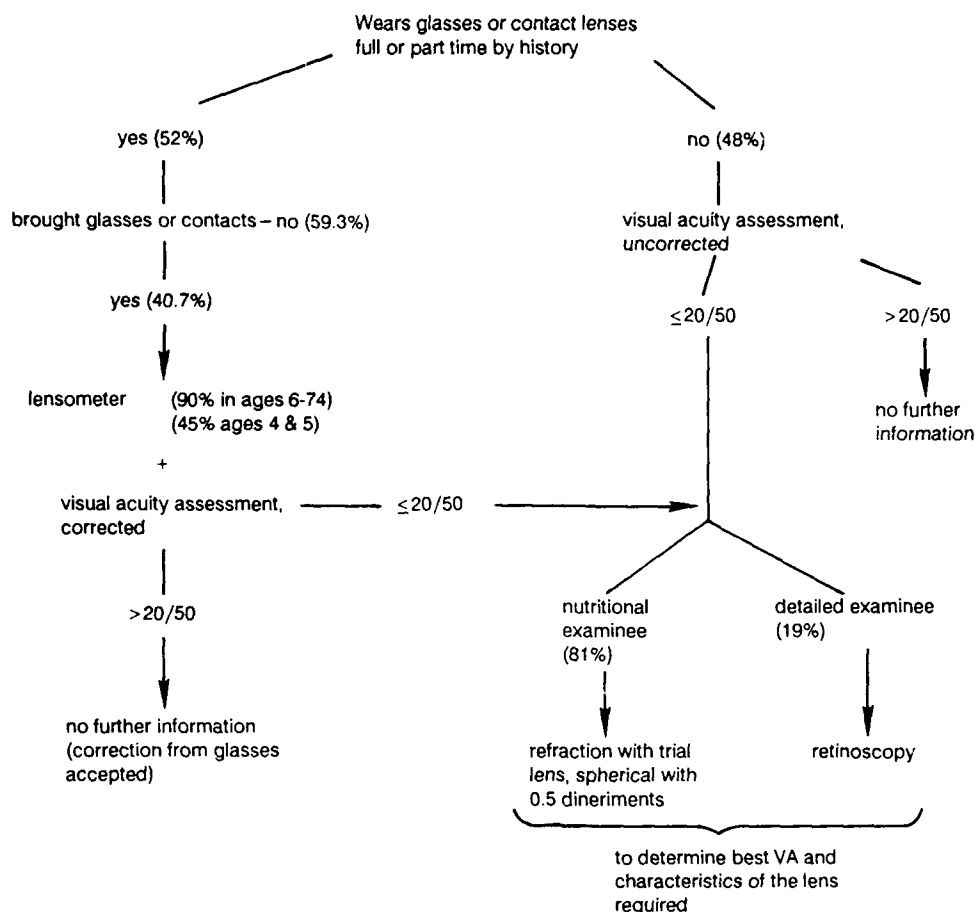 Wears glasses or contact lenses
full or part time by history
yes (52%)
no (48%)
brought glasses or contacts – no (59.3%)
visual acuity assessment,
uncorrected
yes (40.7%)
≤20/50
>20/50
lensometer
(90% in ages 6-74)
(45% ages 4 & 5)
no further
information
+
visual acuity assessment,
corrected
≤20/50
>20/50
nutritional
examinee
(81%)
detailed examinee
(19%)
no further information
(correction from glasses
accepted)
refraction with trial
lens, spherical with
0.5 dineriments
retinoscopy
to determine best VA and
characteristics of the lens
required